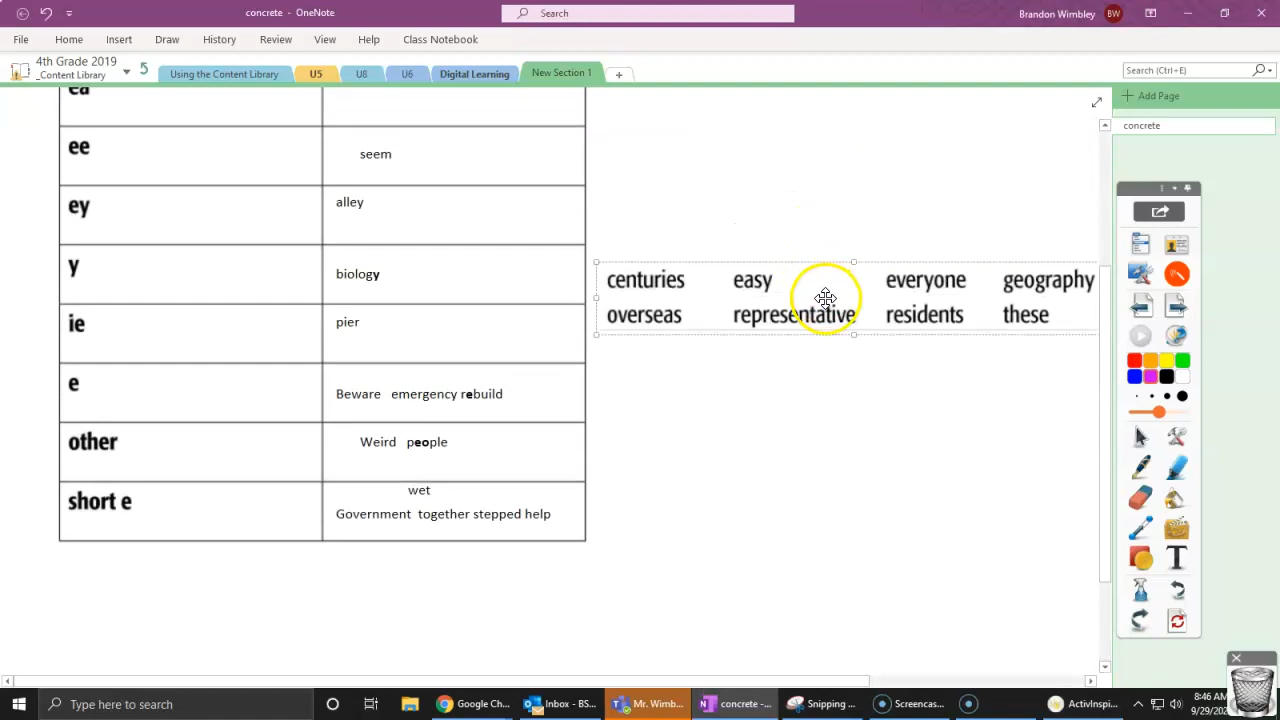 concrete - OneNote
Search
Brandon Wimbley
BW
File Home Insert Draw History Review View Help Class Notebook
4th Grade 2019
_Content Library
Using the Content Library U5 U8 U6 Digital Learning New Section 1
Search (Ctrl+E)
Add Page
concrete
ea
ee
seem
ey
alley
y
biology
ie
pier
e
Beware emergency rebuild
other
Weird people
wet
short e
Government together stepped help
centuries easy everyone geography
overseas representative residents these
T
Type here to search
Google Ch...
Inbox - BS...
Mr. Wimb...
concrete -...
Snipping ...
Screencas...
ActivInspi...
8:46 AM